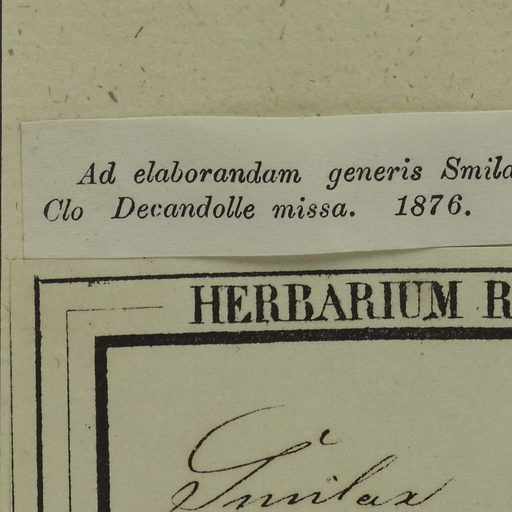 Ad elaborandam generis Smila
Clo Decandolle missa. 1876.
HERBARIUM R
Smilax